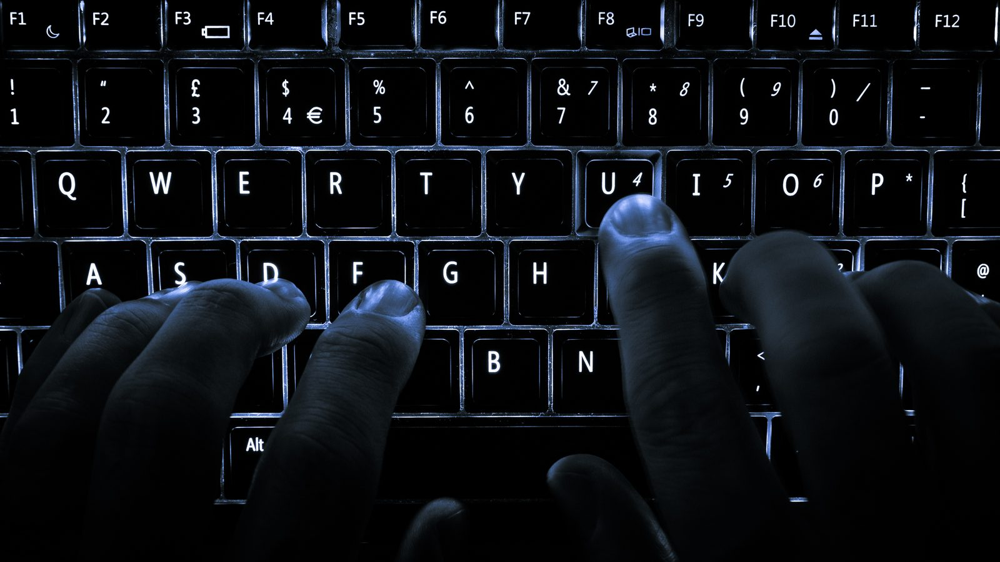 F1 F2 F3 F4 F5 F6 F7 F8 F9 F10 F11 F12
! " £ $ % ^ & 7 * 8 ( 9 ) / _
1 2 3 4 € 5 6 7 8 9 0 -
Q W E R T Y U 4 I 5 O 6 P * {
[
A S D F G H K @
B N <
,
Alt